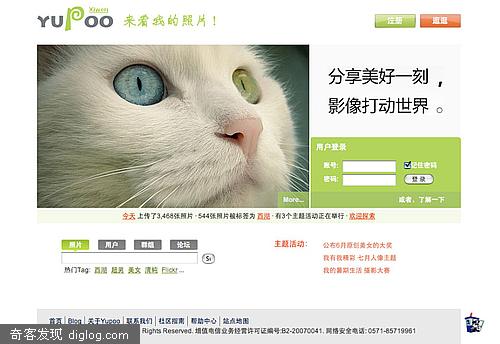 YUPOO
来看我的照片！
注册
逛逛
分享美好一刻，
影像打动世界。
用户登录
帐号:
记住密码
密码:
登录
More...
或者，了解一下
今天 上传了3,468张照片 · 544张照片被标签为 西湖 · 有3个主题活动正在举行 · 欢迎探索
照片 用户 群组 论坛
热门Tag: 西湖 超男 美女 清纯 Flickr ...
主题活动:
公布6月原创美女的大奖
我有我精彩 七月人像主题
我的暑期生活 摄影大赛
首页 | Blog | 关于Yupoo | 联系我们 | 社区指南 | 帮助中心 | 站点地图
Rights Reserved. 增值电信业务经营许可证编号:B2-20070041. 网络安全电话: 0571-85719961
奇客发现 diglog.com